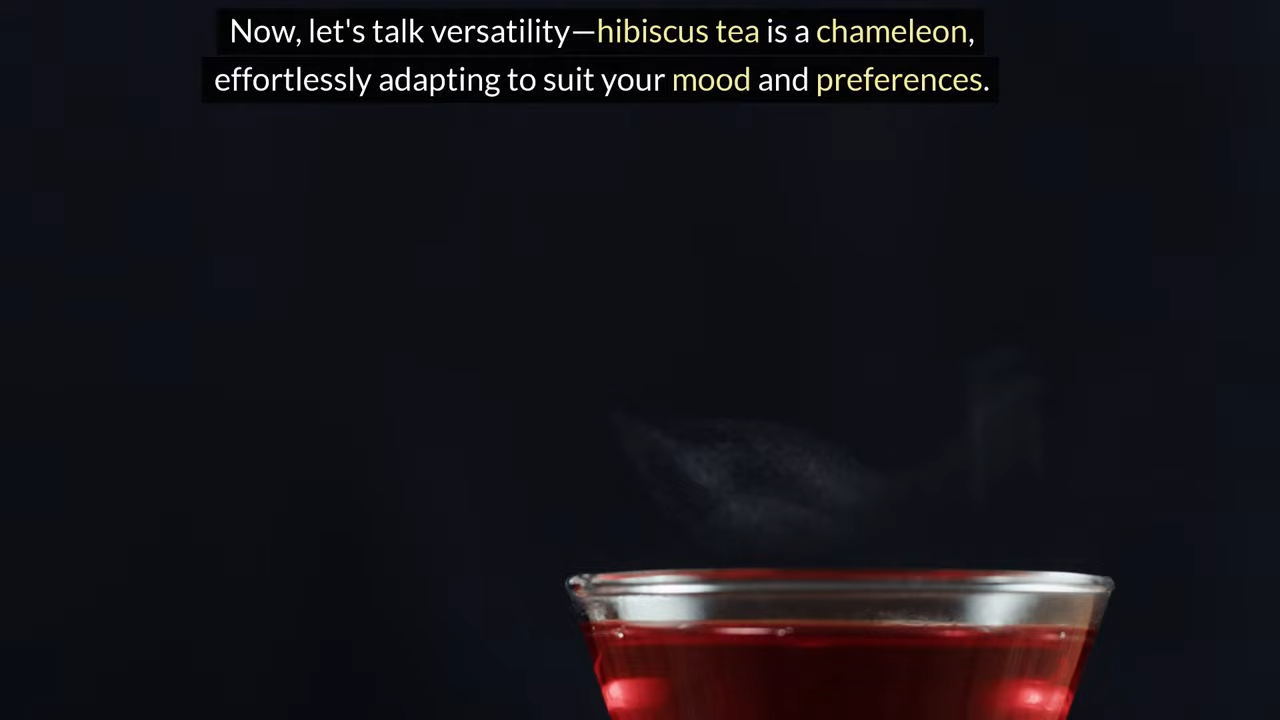 Now, let's talk versatility—hibiscus tea is a chameleon,
effortlessly adapting to suit your mood and preferences.